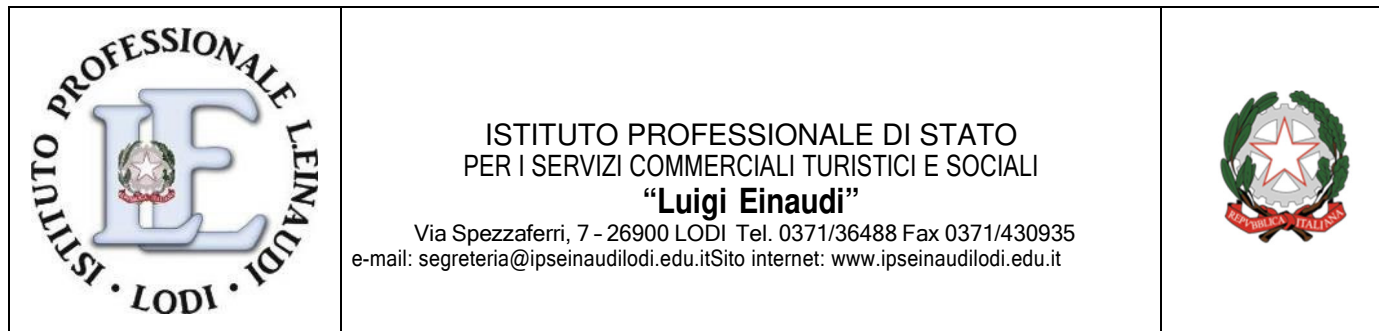 ISTITUTO PROFESSIONALE L.EINAUDI
· LODI ·
LE
ISTITUTO PROFESSIONALE DI STATO
PER I SERVIZI COMMERCIALI TURISTICI E SOCIALI
“Luigi Einaudi”
Via Spezzaferri, 7 – 26900 LODI Tel. 0371/36488 Fax 0371/430935
e-mail: segreteria@ipseinaudilodi.edu.itSito internet: www.ipseinaudilodi.edu.it
REPVBBLICA ITALIANA